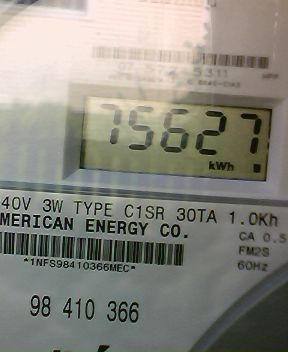 75627
kWh
40V 3W TYPE C1SR 30TA 1.0Kh
MERICAN ENERGY CO.
CA 0.5
FM2S
*1NFS98410366MEC*
60Hz
98 410 366